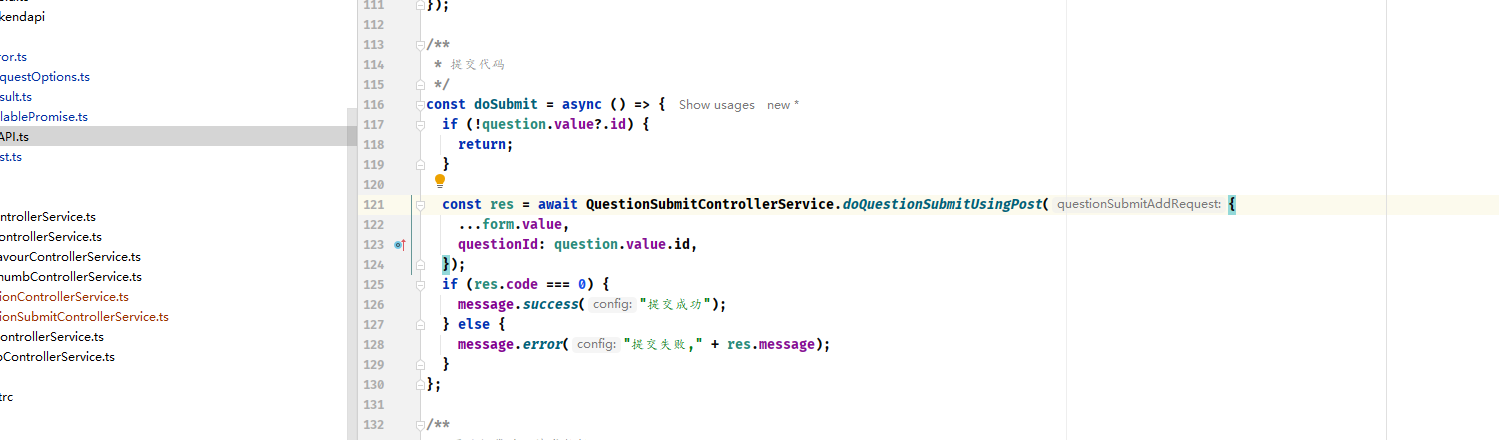 kendapi
ror.ts
questOptions.ts
sult.ts
llablePromise.ts
API.ts
st.ts
ntrollerService.ts
ControllerService.ts
avourControllerService.ts
humbControllerService.ts
ionControllerService.ts
ionSubmitControllerService.ts
ControllerService.ts
oControllerService.ts
trc
111 });
112
113 /**
114 * 提交代码
115 */
116 const doSubmit = async () => { Show usages new *
117 if (!question.value?.id) {
118 return;
119 }
120
121 const res = await QuestionSubmitControllerService.doQuestionSubmitUsingPost( questionSubmitAddRequest: {
122 ...form.value,
123 questionId: question.value.id,
124 });
125 if (res.code === 0) {
126 message.success( config: "提交成功");
127 } else {
128 message.error( config: "提交失败," + res.message);
129 }
130 };
131
132 /**